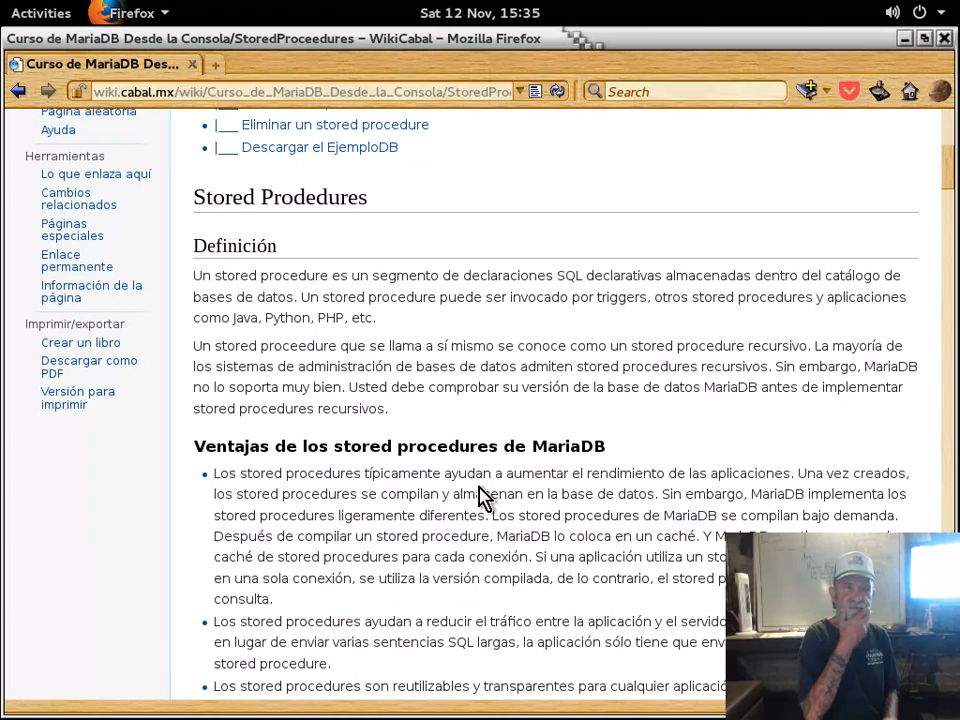 Activities Firefox Sat 12 Nov, 15:35
Curso de MariaDB Desde la Consola/StoredProceedures – WikiCabal – Mozilla Firefox
Curso de MariaDB Des...
wiki.cabal.mx/wiki/Curso_de_MariaDB_Desde_la_Consola/StoredPro
Search
Página aleatoria
Ayuda
Herramientas
Lo que enlaza aquí
Cambios
relacionados
Páginas
especiales
Enlace
permanente
Información de la
página
Imprimir/exportar
Crear un libro
Descargar como
PDF
Versión para
imprimir
|___ Eliminar un stored procedure
|___ Descargar el EjemploDB
Stored Prodedures
Definición
Un stored procedure es un segmento de declaraciones SQL declarativas almacenadas dentro del catálogo de
bases de datos. Un stored procedure puede ser invocado por triggers, otros stored procedures y aplicaciones
como Java, Python, PHP, etc.
Un stored proceedure que se llama a sí mismo se conoce como un stored procedure recursivo. La mayoría de
los sistemas de administración de bases de datos admiten stored procedures recursivos. Sin embargo, MariaDB
no lo soporta muy bien. Usted debe comprobar su versión de la base de datos MariaDB antes de implementar
stored procedures recursivos.
Ventajas de los stored procedures de MariaDB
Los stored procedures típicamente ayudan a aumentar el rendimiento de las aplicaciones. Una vez creados,
los stored procedures se compilan y almacenan en la base de datos. Sin embargo, MariaDB implementa los
stored procedures ligeramente diferentes. Los stored procedures de MariaDB se compilan bajo demanda.
Después de compilar un stored procedure, MariaDB lo coloca en un caché. Y
caché de stored procedures para cada conexión. Si una aplicación utiliza un
en una sola conexión, se utiliza la versión compilada, de lo contrario, el stored
consulta.
Los stored procedures ayudan a reducir el tráfico entre la aplicación y el
en lugar de enviar varias sentencias SQL largas, la aplicación sólo tiene que
stored procedure.
Los stored procedures son reutilizables y transparentes para cualquier